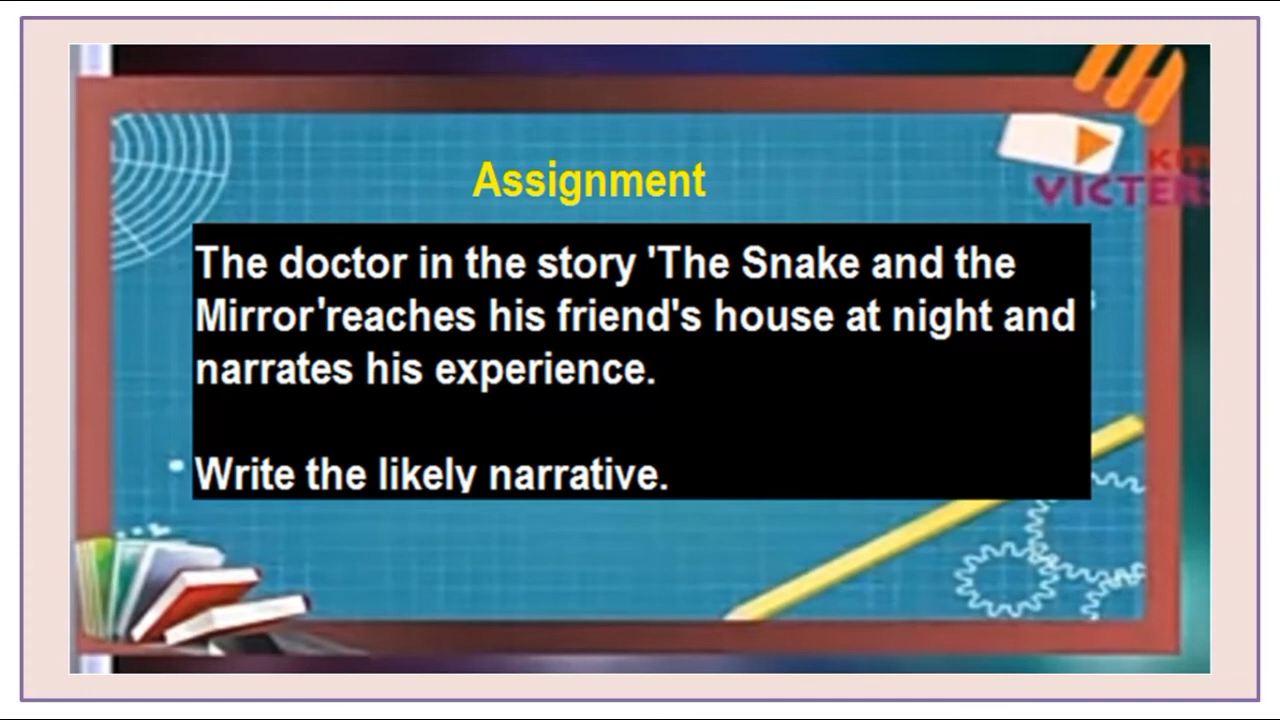 Assignment
The doctor in the story 'The Snake and the
Mirror'reaches his friend's house at night and
narrates his experience.
Write the likely narrative.
VICTERS